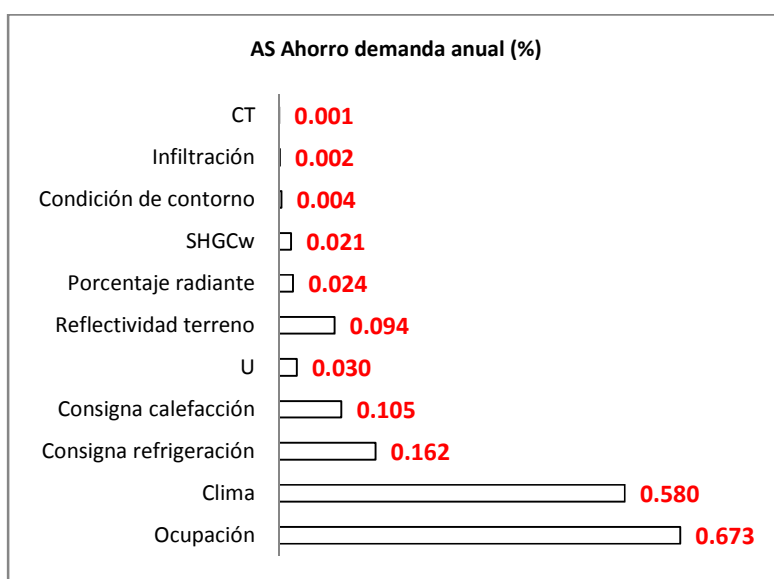 AS Ahorro demanda anual (%)
CT 0.001
Infiltración 0.002
Condición de contorno 0.004
SHGCw 0.021
Porcentaje radiante 0.024
Reflectividad terreno 0.094
U 0.030
Consigna calefacción 0.105
Consigna refrigeración 0.162
Clima 0.580
Ocupación 0.673